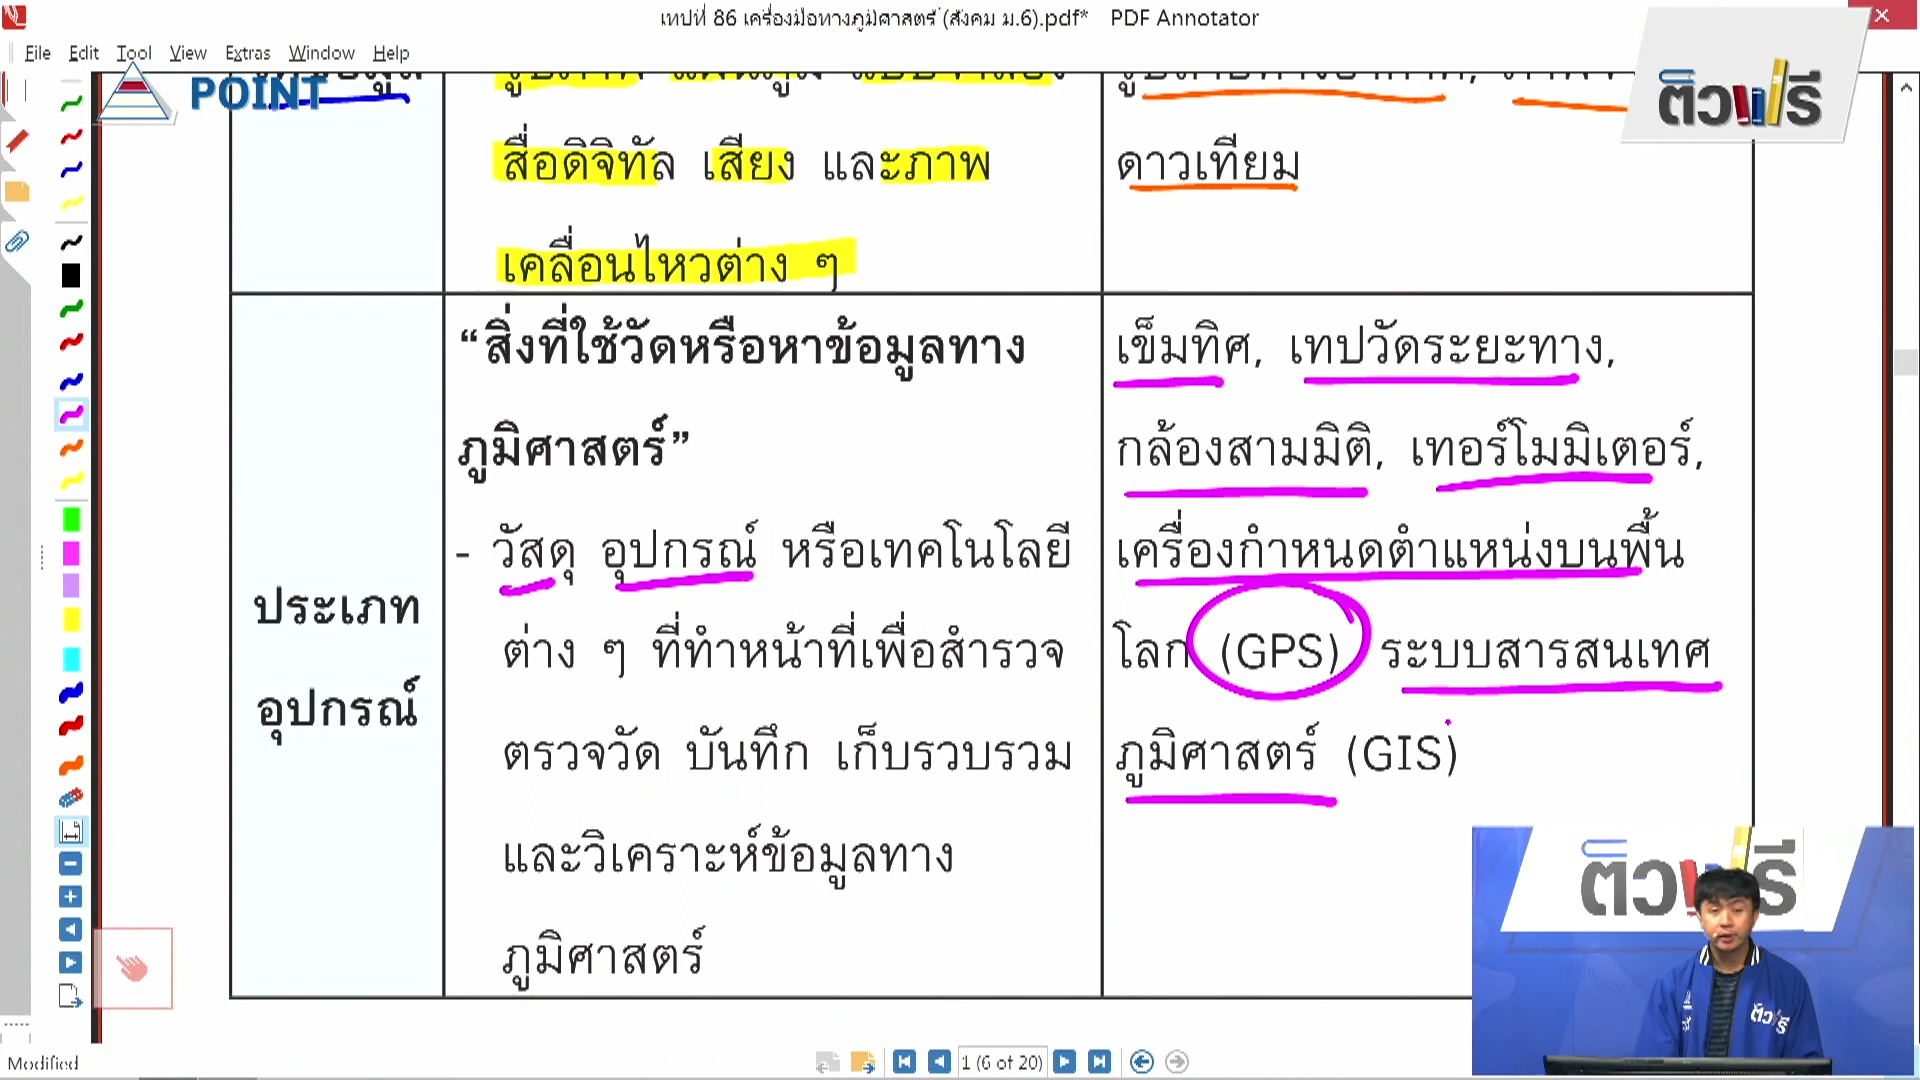 เทปที่ 86 เครื่องมือทางภูมิศาสตร์ (สังคม ม.6).pdf* PDF Annotator
File Edit Tool View Extras Window Help
POINT
ติวฟรี
สื่อดิจิทัล เสียง และภาพ
ดาวเทียม
เคลื่อนไหวต่าง ๆ
ประเภท
อุปกรณ์
“สิ่งที่ใช้วัดหรือหาข้อมูลทาง
ภูมิศาสตร์”
- วัสดุ อุปกรณ์ หรือเทคโนโลยี
ต่าง ๆ ที่ทำหน้าที่เพื่อสำรวจ
ตรวจวัด บันทึก เก็บรวบรวม
และวิเคราะห์ข้อมูลทาง
ภูมิศาสตร์
เข็มทิศ, เทปวัดระยะทาง,
กล้องสามมิติ, เทอร์โมมิเตอร์,
เครื่องกำหนดตำแหน่งบนพื้น
โลก (GPS) ระบบสารสนเทศ
ภูมิศาสตร์ (GIS)
ติวฟรี
ติวฟรี
Modified
1 (6 of 20)